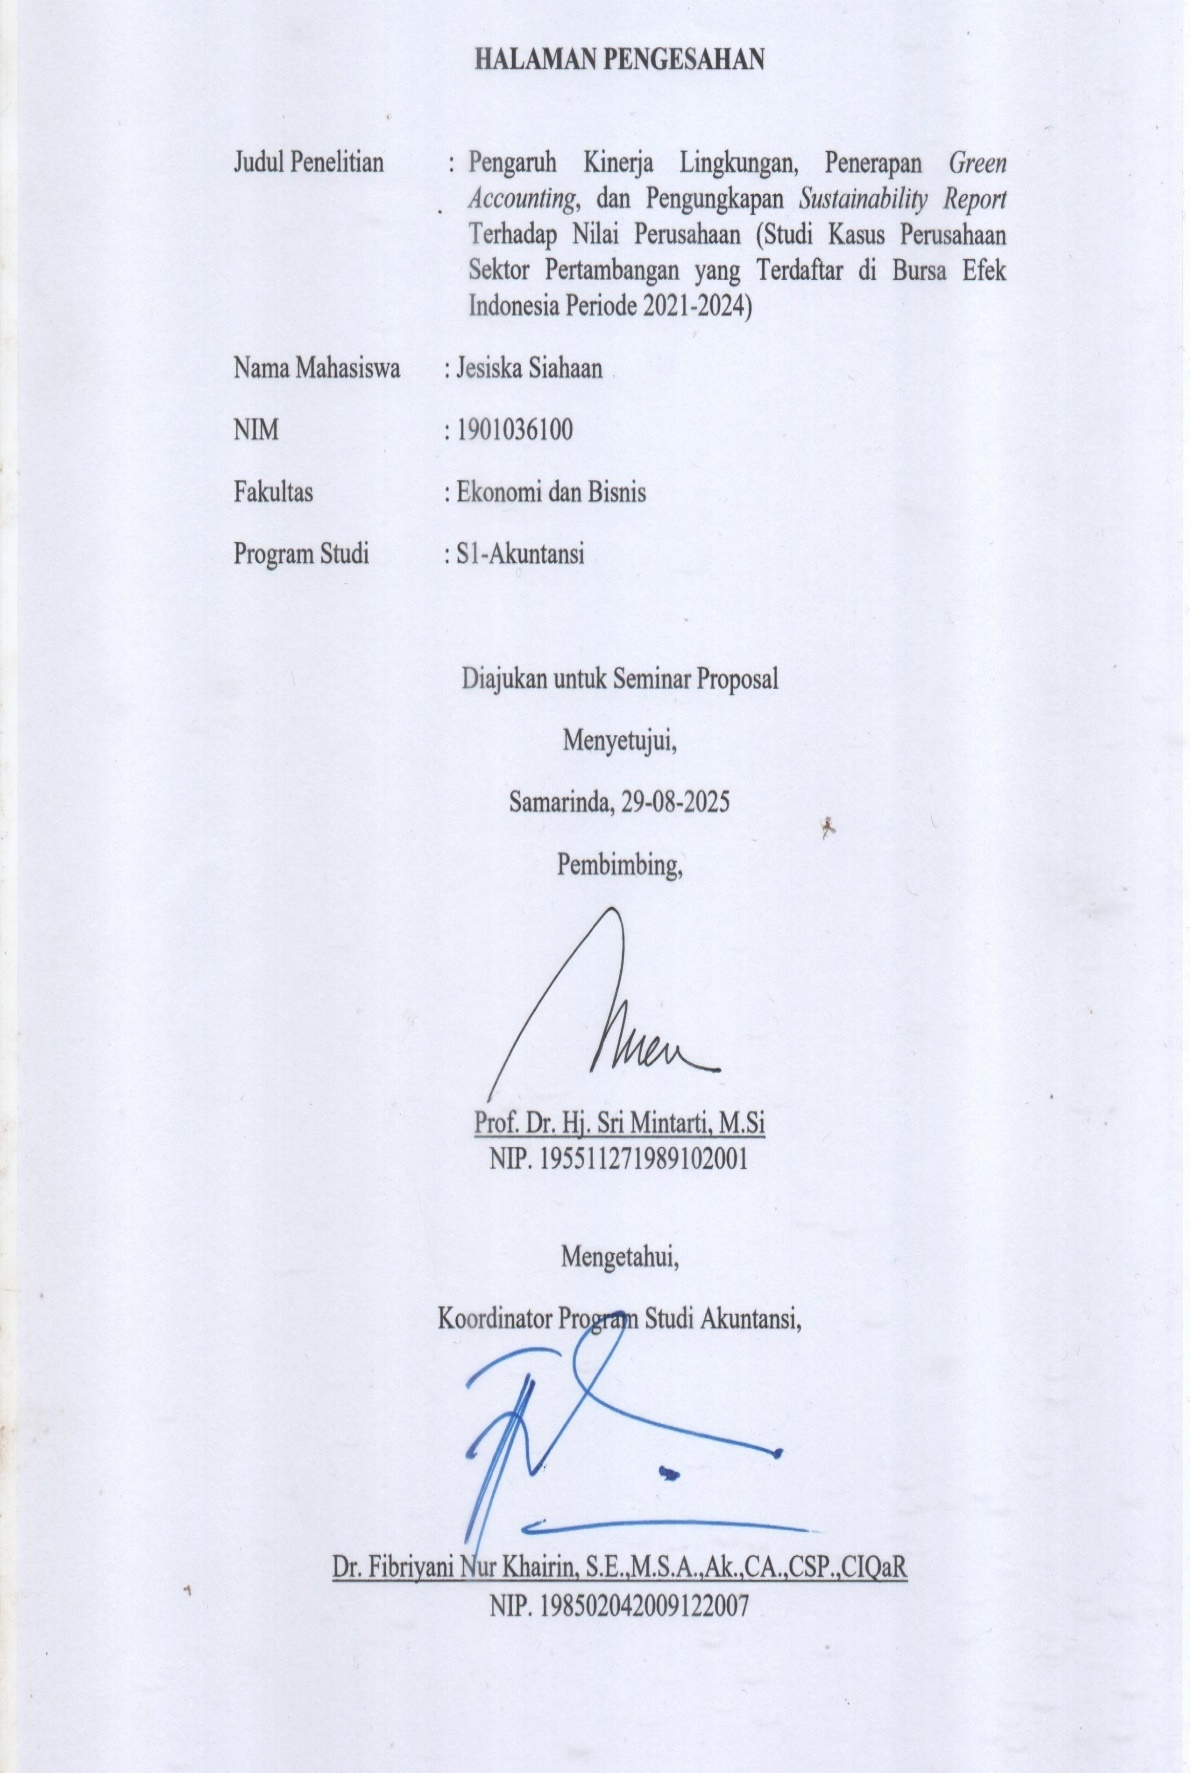 HALAMAN PENGESAHAN
Judul Penelitian : Pengaruh Kinerja Lingkungan, Penerapan Green
Accounting, dan Pengungkapan Sustainability Report
Terhadap Nilai Perusahaan (Studi Kasus Perusahaan
Sektor Pertambangan yang Terdaftar di Bursa Efek
Indonesia Periode 2021-2024)
Nama Mahasiswa : Jesiska Siahaan
NIM : 1901036100
Fakultas : Ekonomi dan Bisnis
Program Studi : S1-Akuntansi
Diajukan untuk Seminar Proposal
Menyetujui,
Samarinda, 29-08-2025
Pembimbing,
Prof. Dr. Hj. Sri Mintarti, M.Si
NIP. 195511271989102001
Mengetahui,
Koordinator Program Studi Akuntansi,
Dr. Fibriyani Nur Khairin, S.E.,M.S.A.,Ak.,CA.,CSP.,CIQaR
NIP. 198502042009122007